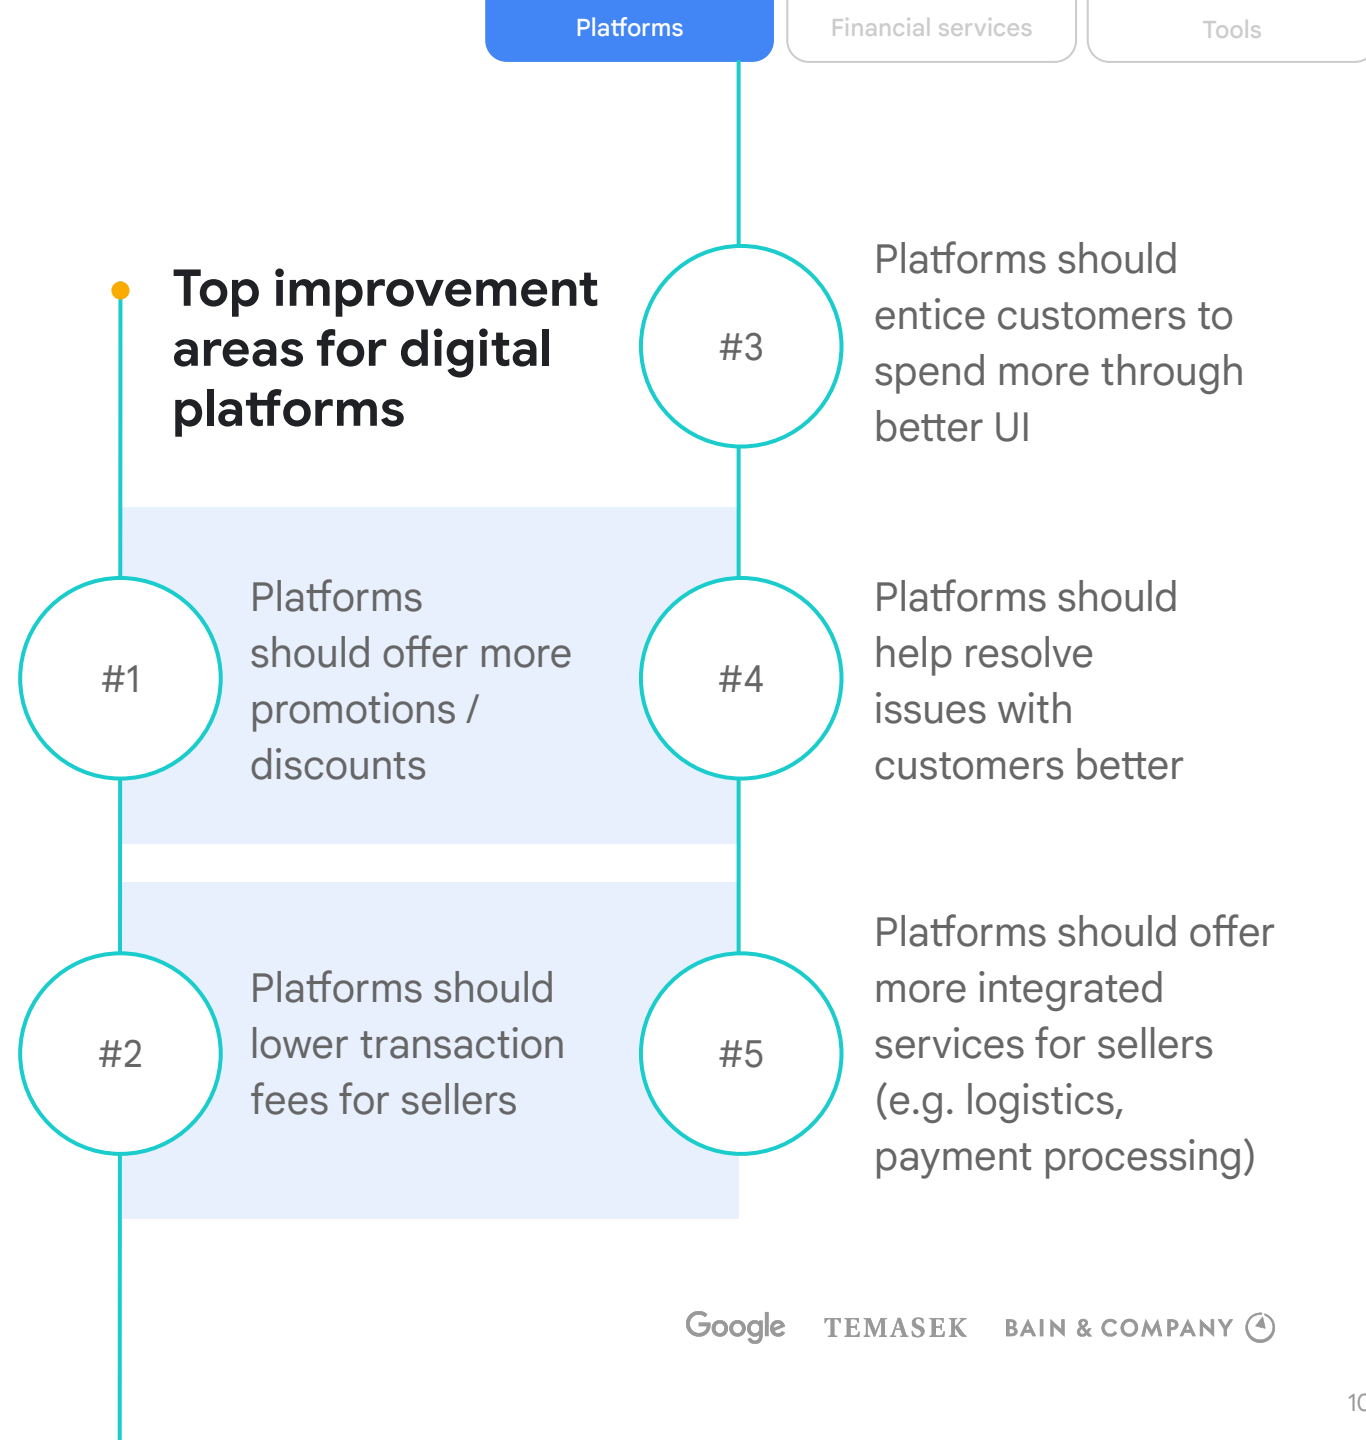 Platforms
Financial services
Tools
Top improvement
areas for digital
platforms
#1
Platforms
should offer more
promotions /
discounts
#2
Platforms should
lower transaction
fees for sellers
#3
Platforms should
entice customers to
spend more through
better UI
#4
Platforms should
help resolve
issues with
customers better
#5
Platforms should offer
more integrated
services for sellers
(e.g. logistics,
payment processing)
Google
TEMASEK
BAIN & COMPANY